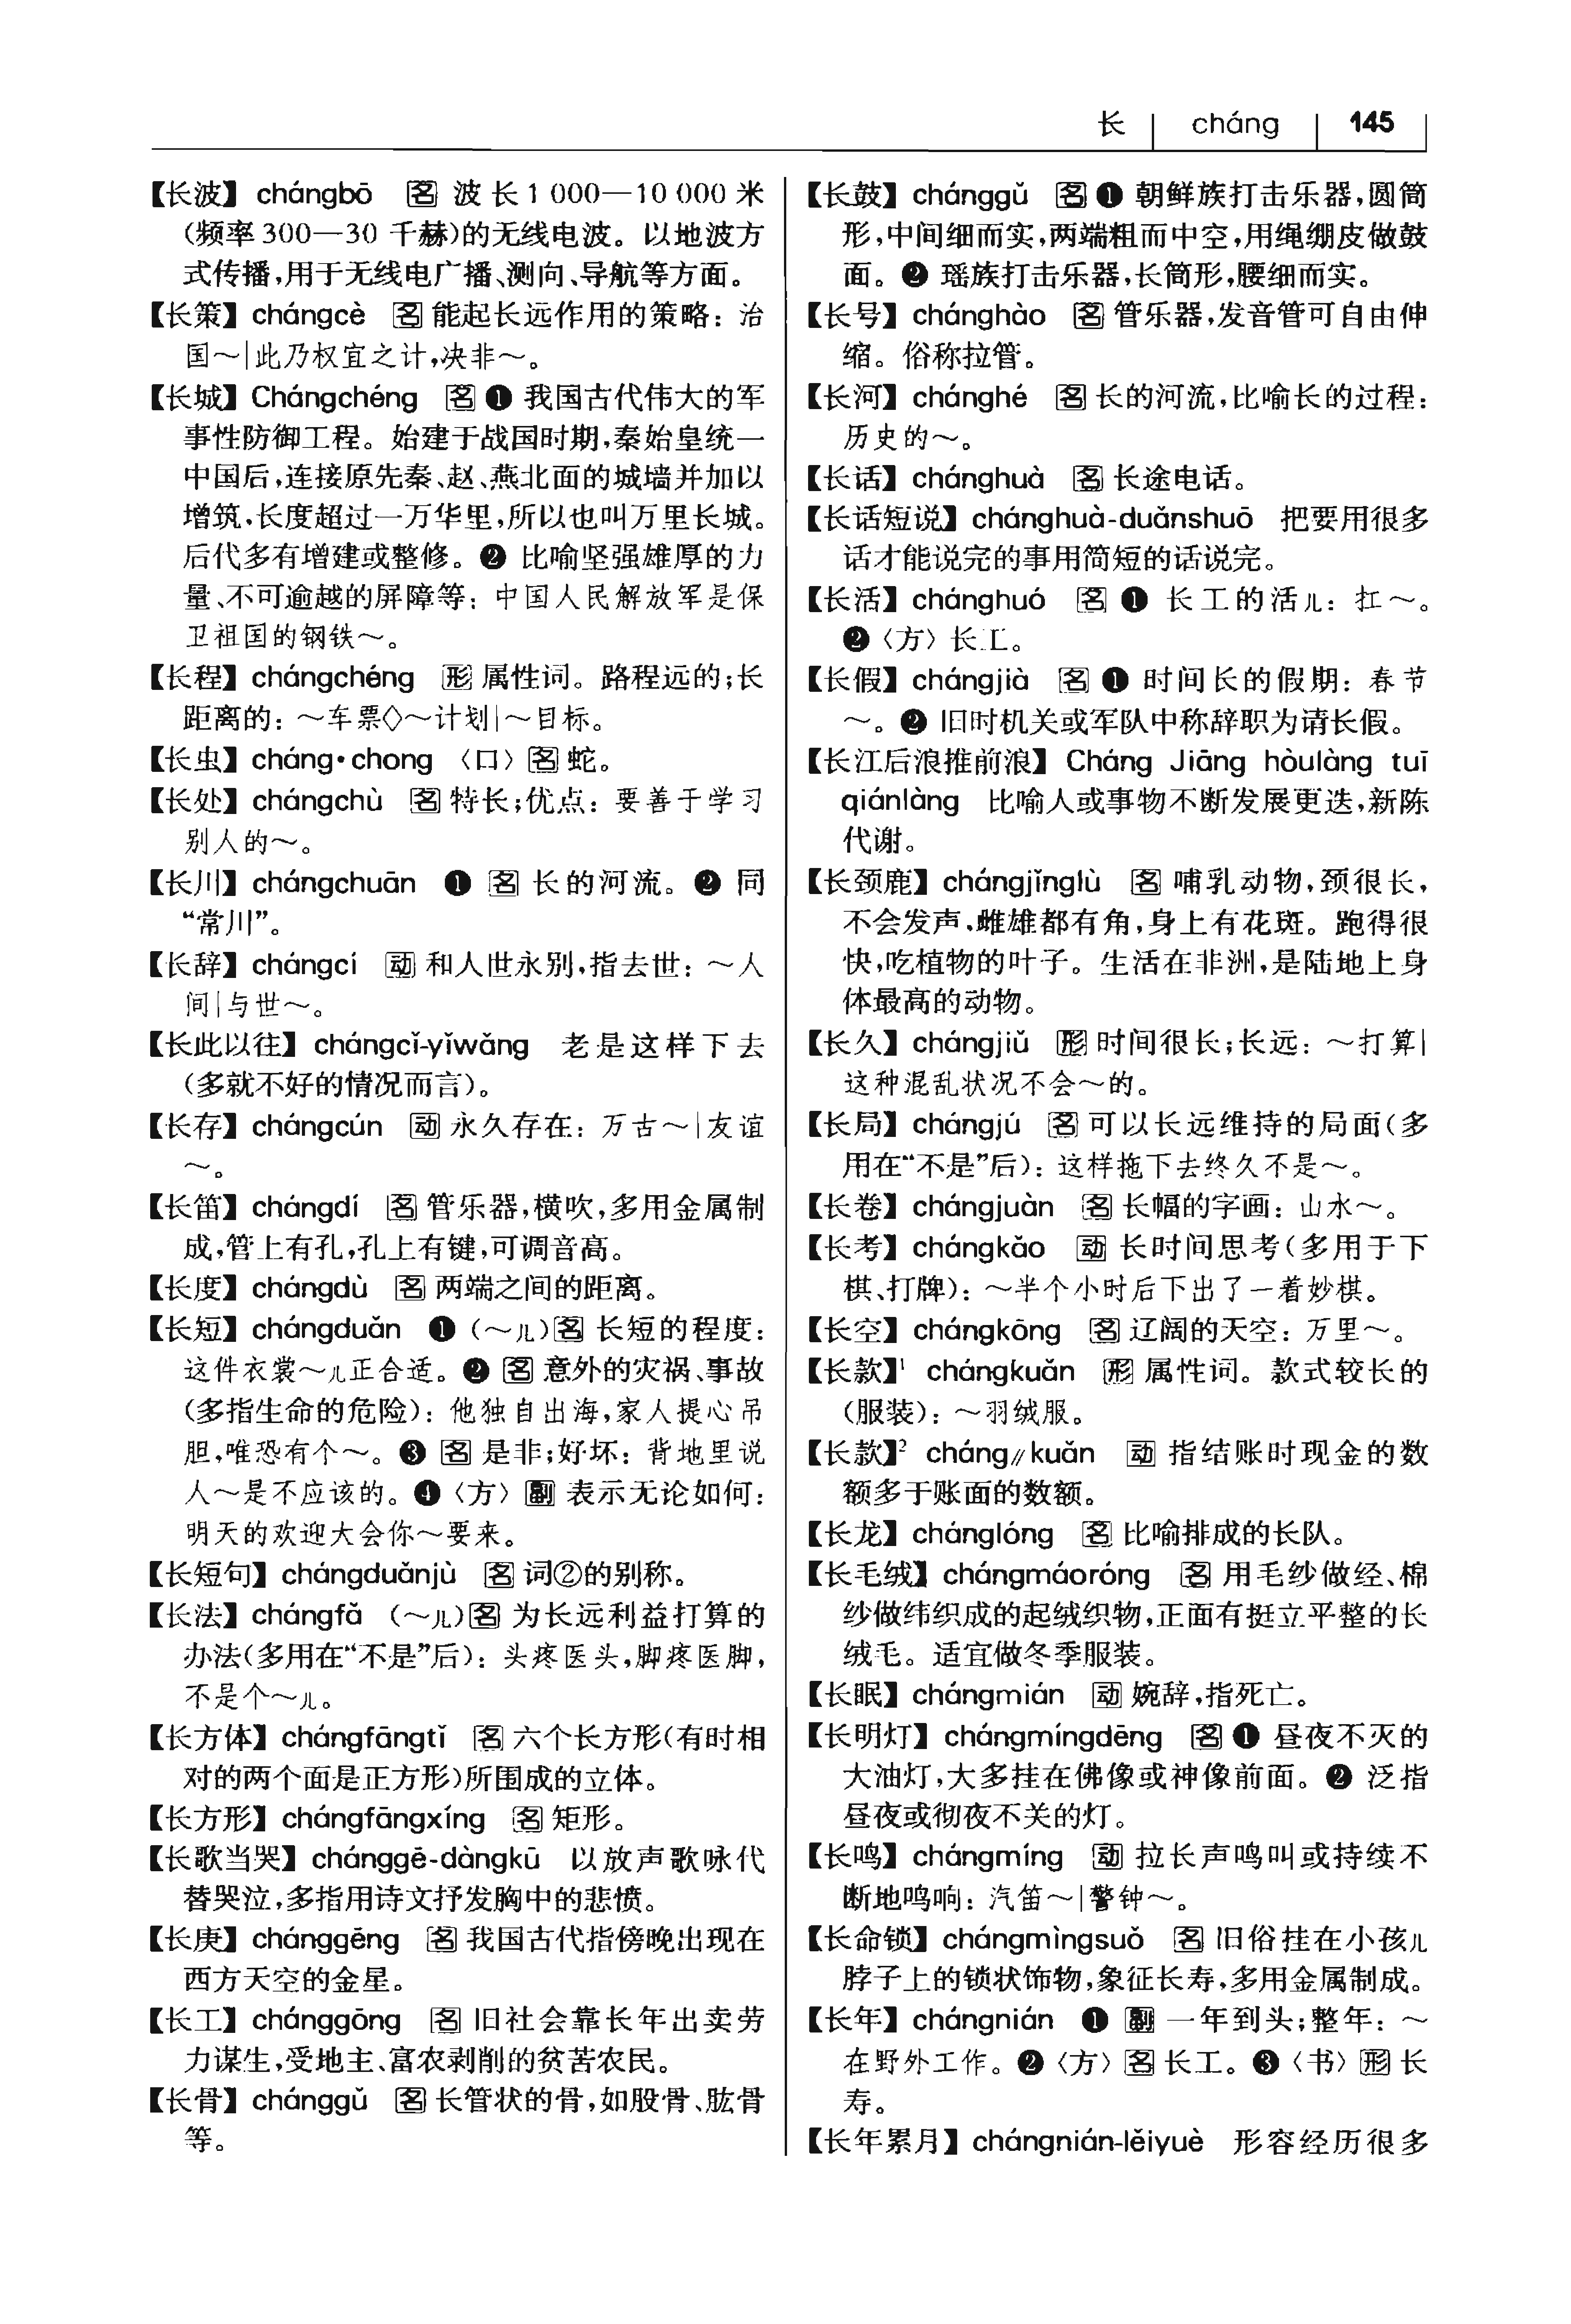 长 cháng 145
【长波】 chángbō 名 波长1 000—10 000 米
(频率 300—30 千赫)的无线电波。以地波方
式传播,用于无线电广播、测向、导航等方面。
【长策】 chángcè 名 能起长远作用的策略：治
国～|此乃权宜之计,决非～。
【长城】 Chángchéng 名 ❶ 我国古代伟大的军
事性防御工程。始建于战国时期,秦始皇统一
中国后,连接原先秦、赵、燕北面的城墙并加以
增筑,长度超过一万华里,所以也叫万里长城。
后代多有增建或整修。❷ 比喻坚强雄厚的力
量、不可逾越的屏障等：中国人民解放军是保
卫祖国的钢铁～。
【长程】 chángchéng 形 属性词。路程远的;长
距离的：～车票◇～计划|～目标。
【长虫】 cháng·chong 〈口〉 名 蛇。
【长处】 chángchù 名 特长;优点：要善于学习
别人的～。
【长川】 chángchuān ❶ 名 长的河流。❷ 同
“常川”。
【长辞】 chángcí 动 和人世永别,指去世：～人
间|与世～。
【长此以往】 chángcǐ-yǐwǎng 老是这样下去
(多就不好的情况而言)。
【长存】 chángcún 动 永久存在：万古～|友谊
～。
【长笛】 chángdí 名 管乐器,横吹,多用金属制
成,管上有孔,孔上有键,可调音高。
【长度】 chángdù 名 两端之间的距离。
【长短】 chángduǎn ❶ (～儿)名 长短的程度：
这件衣裳～儿正合适。❷ 名 意外的灾祸、事故
(多指生命的危险)：他独自出海,家人提心吊
胆,唯恐有个～。❸ 名 是非;好坏：背地里说
人～是不应该的。❹〈方〉副 表示无论如何：
明天的欢迎大会你～要来。
【长短句】 chángduǎnjù 名 词②的别称。
【长法】 chángfǎ (～儿)名 为长远利益打算的
办法(多用在“不是”后)：头疼医头,脚疼医脚,
不是个～儿。
【长方体】 chángfāngtǐ 名 六个长方形(有时相
对的两个面是正方形)所围成的立体。
【长方形】 chángfāngxíng 名 矩形。
【长歌当哭】 chánggē-dàngkū 以放声歌咏代
替哭泣,多指用诗文抒发胸中的悲愤。
【长庚】 chánggēng 名 我国古代指傍晚出现在
西方天空的金星。
【长工】 chánggōng 名 旧社会靠长年出卖劳
力谋生,受地主、富农剥削的贫苦农民。
【长骨】 chánggǔ 名 长管状的骨,如股骨、肱骨
等。
【长鼓】 chánggǔ 名 ❶ 朝鲜族打击乐器,圆筒
形,中间细而实,两端粗而中空,用绳绷皮做鼓
面。❷ 瑶族打击乐器,长筒形,腰细而实。
【长号】 chánghào 名 管乐器,发音管可自由伸
缩。俗称拉管。
【长河】 chánghé 名 长的河流,比喻长的过程：
历史的～。
【长话】 chánghuà 名 长途电话。
【长话短说】 chánghuà-duǎnshuō 把要用很多
话才能说完的事用简短的话说完。
【长活】 chánghuó 名 ❶ 长工的活儿：扛～。
❷〈方〉长工。
【长假】 chángjià 名 ❶ 时间长的假期：春节
～。❷ 旧时机关或军队中称辞职为请长假。
【长江后浪推前浪】 Cháng Jiāng hòulàng tuī
qiánlàng 比喻人或事物不断发展更迭,新陈
代谢。
【长颈鹿】 chángjǐnglù 名 哺乳动物,颈很长,
不会发声,雌雄都有角,身上有花斑。跑得很
快,吃植物的叶子。生活在非洲,是陆地上身
体最高的动物。
【长久】 chángjiǔ 形 时间很长;长远：～打算|
这种混乱状况不会～的。
【长局】 chángjú 名 可以长远维持的局面(多
用在“不是”后)：这样拖下去终久不是～。
【长卷】 chángjuàn 名 长幅的字画：山水～。
【长考】 chángkǎo 动 长时间思考(多用于下
棋、打牌)：～半个小时后下出了一着妙棋。
【长空】 chángkōng 名 辽阔的天空：万里～。
【长款】¹ chángkuǎn 形 属性词。款式较长的
(服装)：～羽绒服。
【长款】² cháng∥kuǎn 动 指结账时现金的数
额多于账面的数额。
【长龙】 chánglóng 名 比喻排成的长队。
【长毛绒】 chángmáoróng 名 用毛纱做经、棉
纱做纬织成的起绒织物,正面有挺立平整的长
绒毛。适宜做冬季服装。
【长眠】 chángmián 动 婉辞,指死亡。
【长明灯】 chángmíngdēng 名 ❶ 昼夜不灭的
大油灯,大多挂在佛像或神像前面。❷ 泛指
昼夜或彻夜不关的灯。
【长鸣】 chángmíng 动 拉长声鸣叫或持续不
断地鸣响：汽笛～|警钟～。
【长命锁】 chángmìngsuǒ 名 旧俗挂在小孩儿
脖子上的锁状饰物,象征长寿,多用金属制成。
【长年】 chángnián ❶ 副 一年到头;整年：～
在野外工作。❷〈方〉名 长工。❸〈书〉形 长
寿。
【长年累月】 chángnián-lěiyuè 形容经历很多